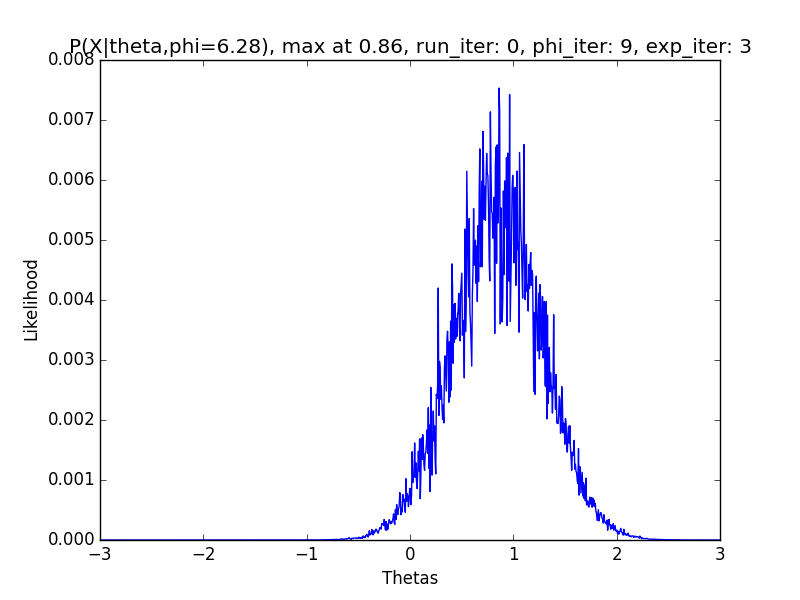 P(X|theta,phi=6.28), max at 0.86, run_iter: 0, phi_iter: 9, exp_iter: 3
0.008
0.007
0.006
0.005
0.004
0.003
0.002
0.001
0.000
Likelihood
−3 −2 −1 0 1 2 3
Thetas